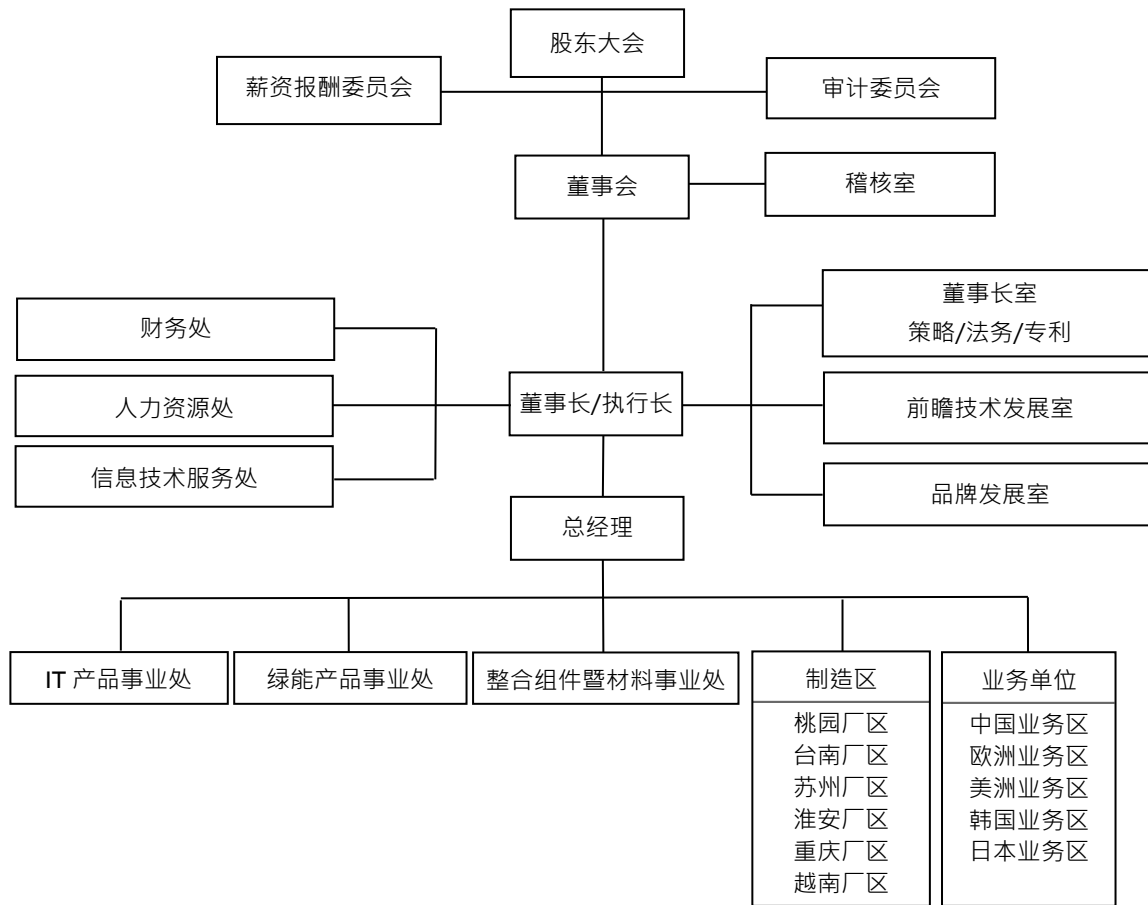 股东大会
薪资报酬委员会
审计委员会
董事会
稽核室
董事长室
策略/法务/专利
财务处
人力资源处
董事长/执行长
前瞻技术发展室
信息技术服务处
品牌发展室
总经理
IT 产品事业处
绿能产品事业处
整合组件暨材料事业处
制造区
桃园厂区
台南厂区
苏州厂区
淮安厂区
重庆厂区
越南厂区
业务单位
中国业务区
欧洲业务区
美洲业务区
韩国业务区
日本业务区